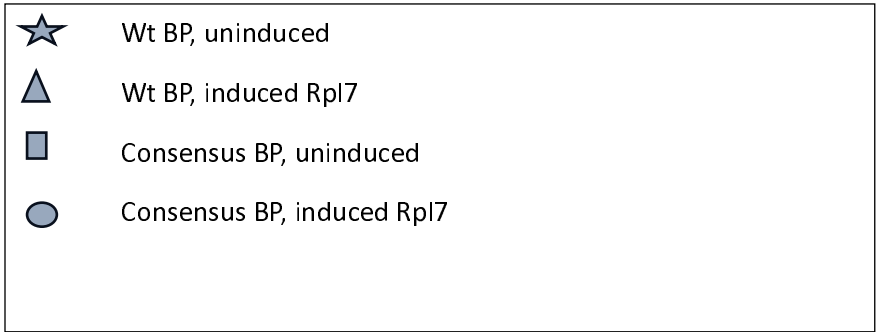 Wt BP, uninduced
Wt BP, induced Rpl7
Consensus BP, uninduced
Consensus BP, induced Rpl7